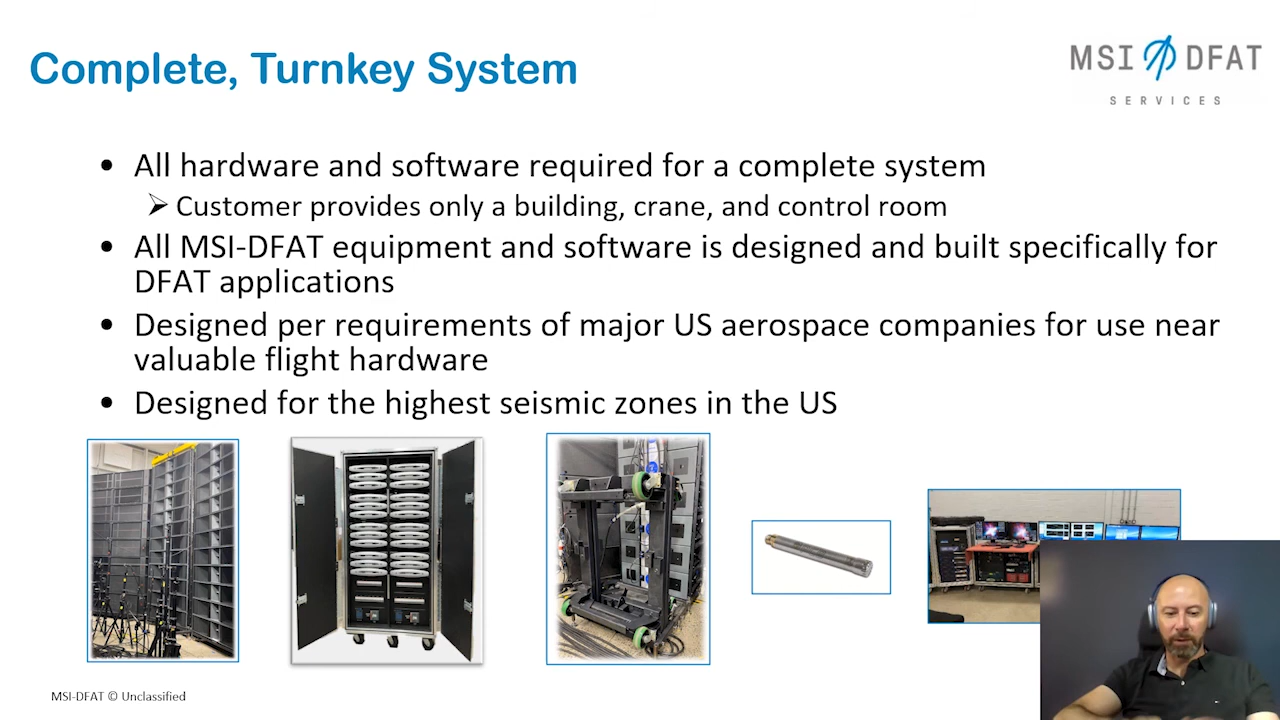 Complete, Turnkey System
MSI DFAT
SERVICES
• All hardware and software required for a complete system
➢ Customer provides only a building, crane, and control room
• All MSI-DFAT equipment and software is designed and built specifically for
DFAT applications
• Designed per requirements of major US aerospace companies for use near
valuable flight hardware
• Designed for the highest seismic zones in the US
MSI-DFAT © Unclassified